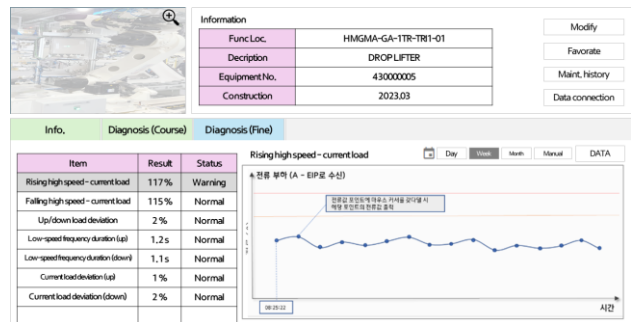 Information
Func Loc. HMGMA-GA-1TR-TRI1-01
Decription DROP LIFTER
Equipment No. 430000005
Construction 2023.03
Modify
Favorate
Maint. history
Data connection
Info. Diagnosis (Course) Diagnosis (Fine)
Item Result Status
Rising high speed - current load 117% Warning
Falling high speed - current load 115% Normal
Up/down load deviation 2% Normal
Low-speed frequency duration (up) 1.2s Normal
Low-speed frequency duration (down) 1.1s Normal
Current load deviation (up) 1% Normal
Current load deviation (down) 2% Normal
Rising high speed - current load
Day Week Month Manual DATA
전류 부하 (A - EIP로 수신)
전류값 포인트에 마우스 커서를 갖다댈 시
해당 포인트의 전류값 출력
08:25:22
시간